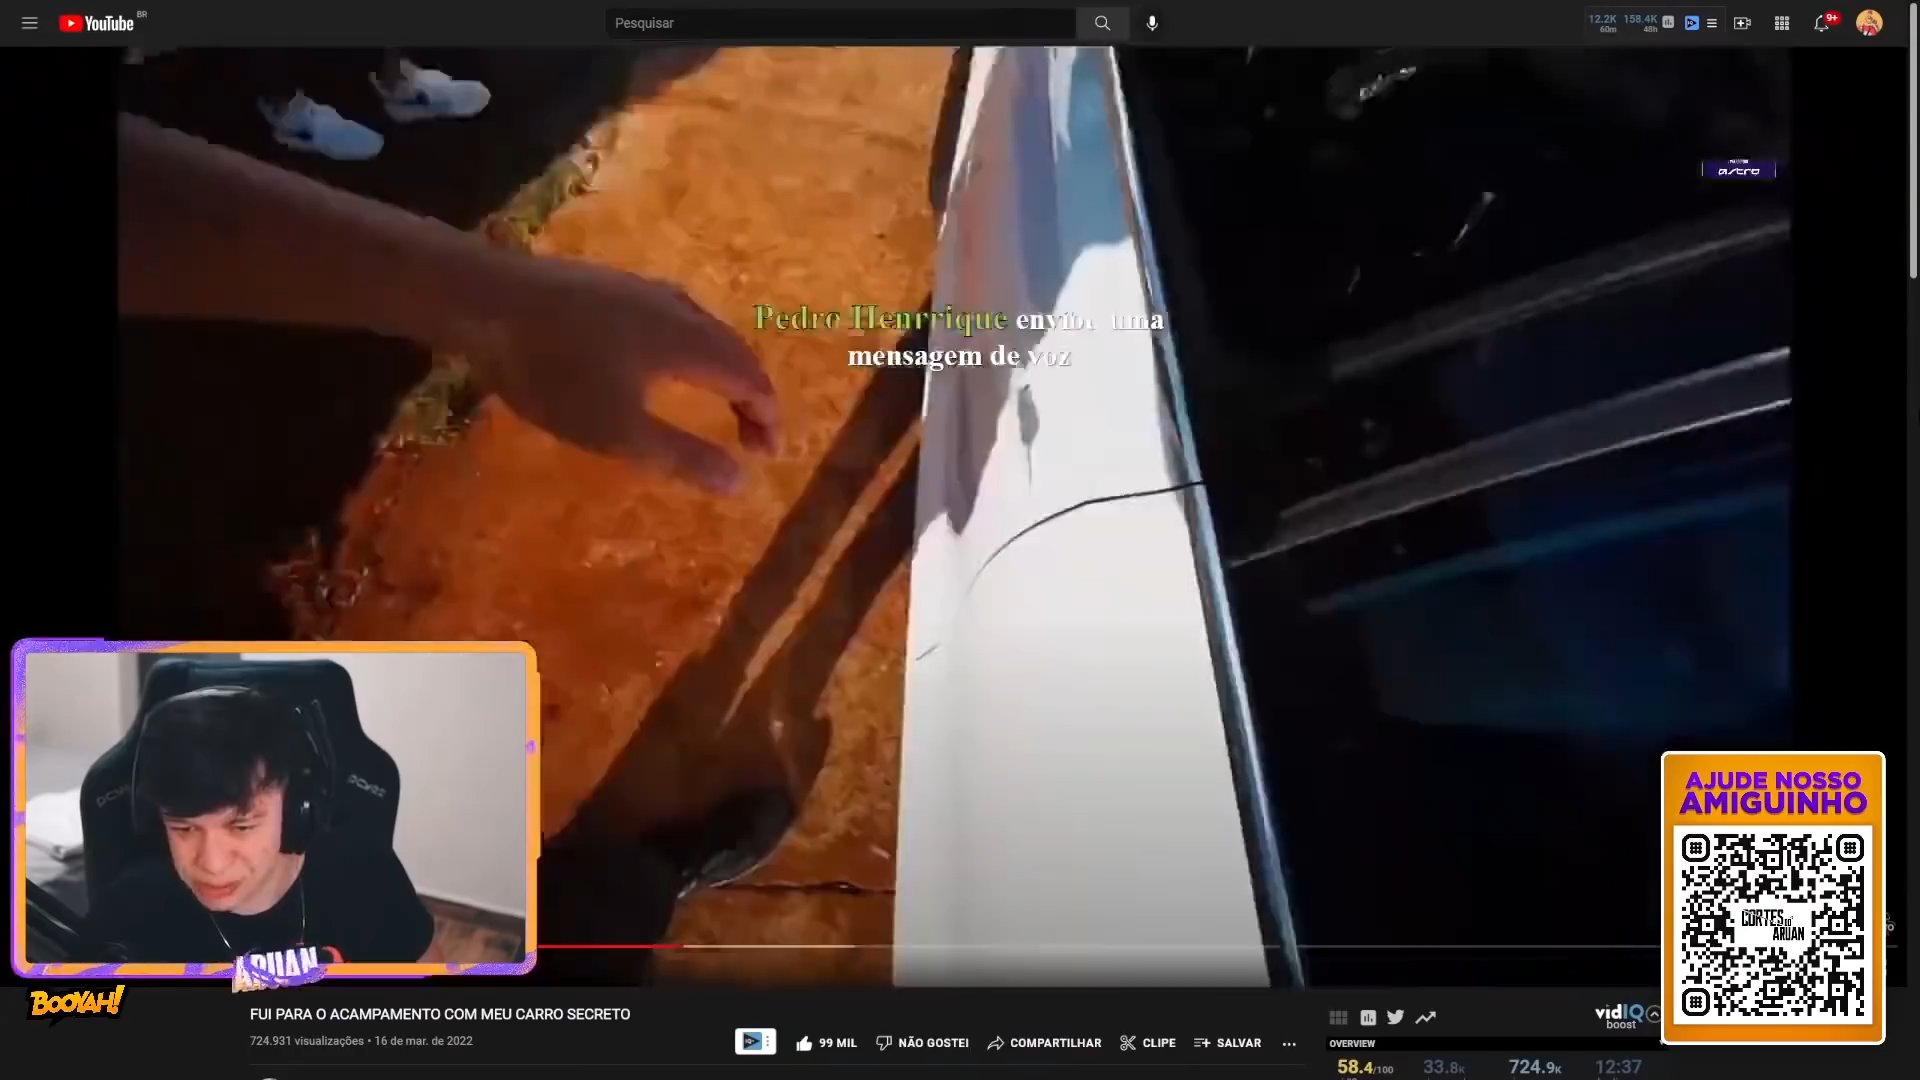 YouTube BR
Pesquisar
12.2K 158.4K
60m 48h
9+
astro
Pedro Henrrique enviou uma
mensagem de voz
AJUDE NOSSO
AMIGUINHO
CORTES DO
ARUAN
ARUAN
BOOYAH!
FUI PARA O ACAMPAMENTO COM MEU CARRO SECRETO
724.931 visualizações • 16 de mar. de 2022
99 MIL
NÃO GOSTEI
COMPARTILHAR
CLIPE
SALVAR
vidIQ
boost
OVERVIEW
58.4/100 33.8K 724.9K 12:37